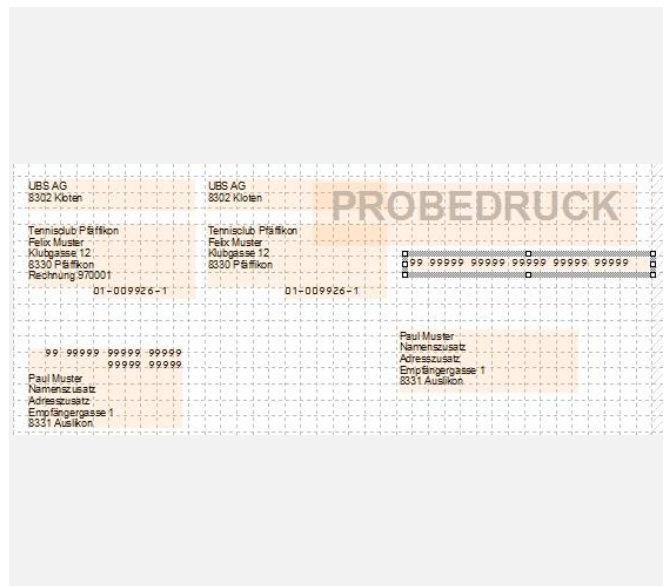 UBS AG
8302 Kloten
UBS AG
8302 Kloten
PROBEDRUCK
Tennisclub Pfäffikon
Felix Muster
Klubgasse 12
8330 Pfäffikon
Rechnung 970001
01-009926-1
Tennisclub Pfäffikon
Felix Muster
Klubgasse 12
8330 Pfäffikon
01-009926-1
99 99999 99999 99999 99999 99999
99 99999 99999 99999
99999 99999
Paul Muster
Namenszusatz
Adresszusatz
Empfängergasse 1
8331 Auslikon
Paul Muster
Namenszusatz
Adresszusatz
Empfängergasse 1
8331 Auslikon